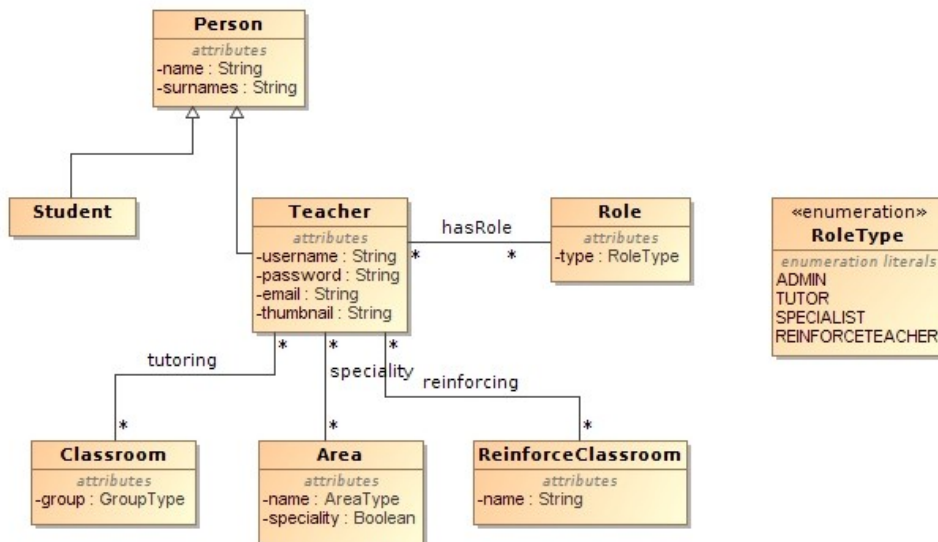 Person
attributes
-name : String
-surnames : String
Student
Teacher
attributes
-username : String
-password : String
-email : String
-thumbnail : String
hasRole
*
*
Role
attributes
-type : RoleType
«enumeration»
RoleType
enumeration literals
ADMIN
TUTOR
SPECIALIST
REINFORCETEACHER
tutoring
*
*
speciality
*
*
reinforcing
*
*
Classroom
attributes
-group : GroupType
Area
attributes
-name : AreaType
-speciality : Boolean
ReinforceClassroom
attributes
-name : String